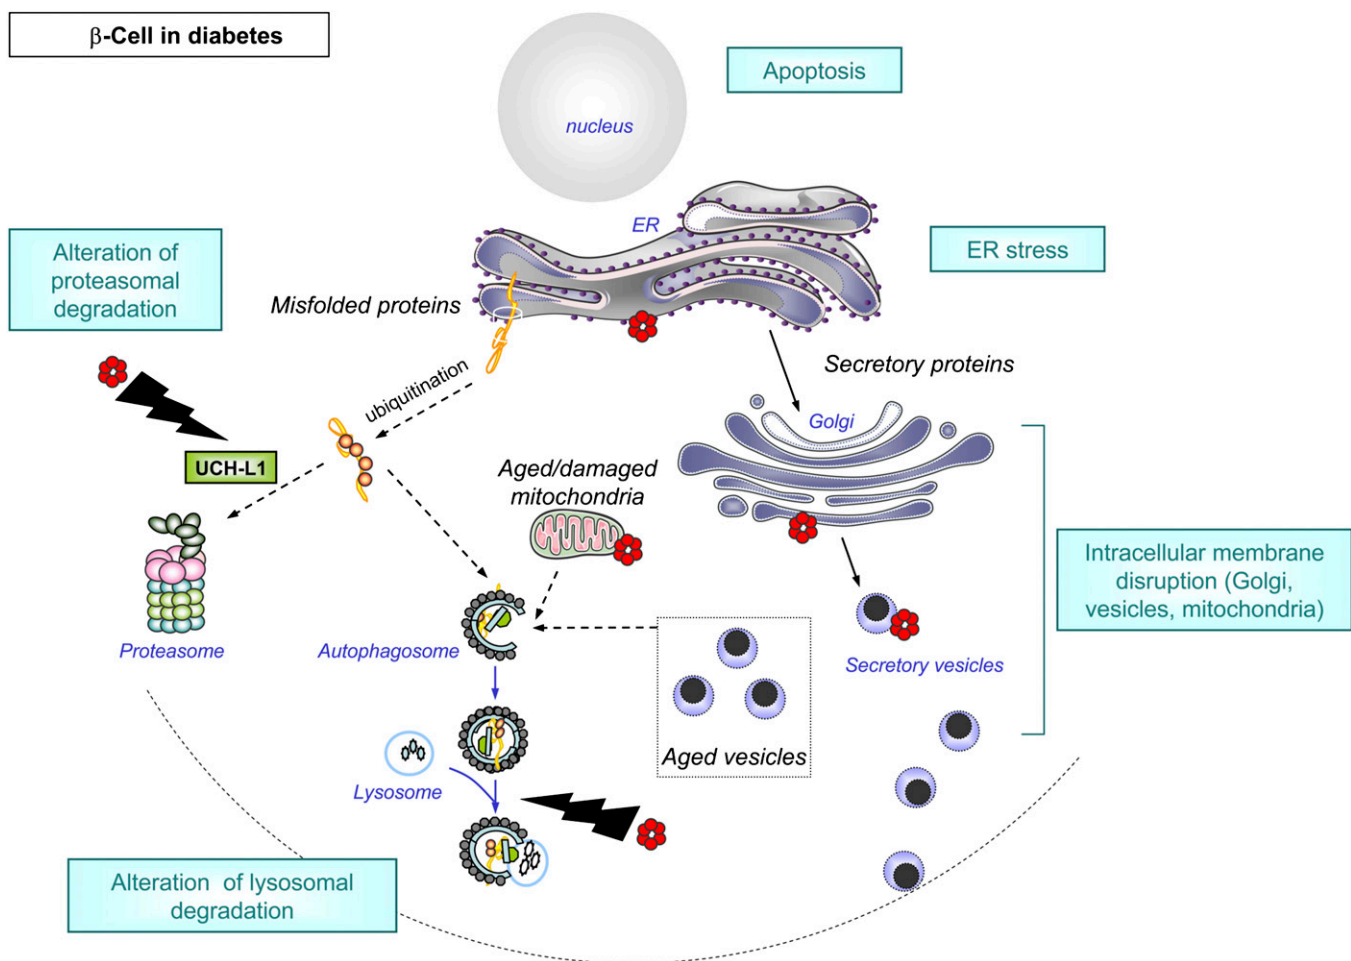 β-Cell in diabetes
Apoptosis
nucleus
ER
ER stress
Alteration of
proteasomal
degradation
Misfolded proteins
ubiquitination
Secretory proteins
Golgi
UCH-L1
Aged/damaged
mitochondria
Intracellular membrane
disruption (Golgi,
vesicles, mitochondria)
Proteasome
Autophagosome
Secretory vesicles
Aged vesicles
Lysosome
Alteration of lysosomal
degradation